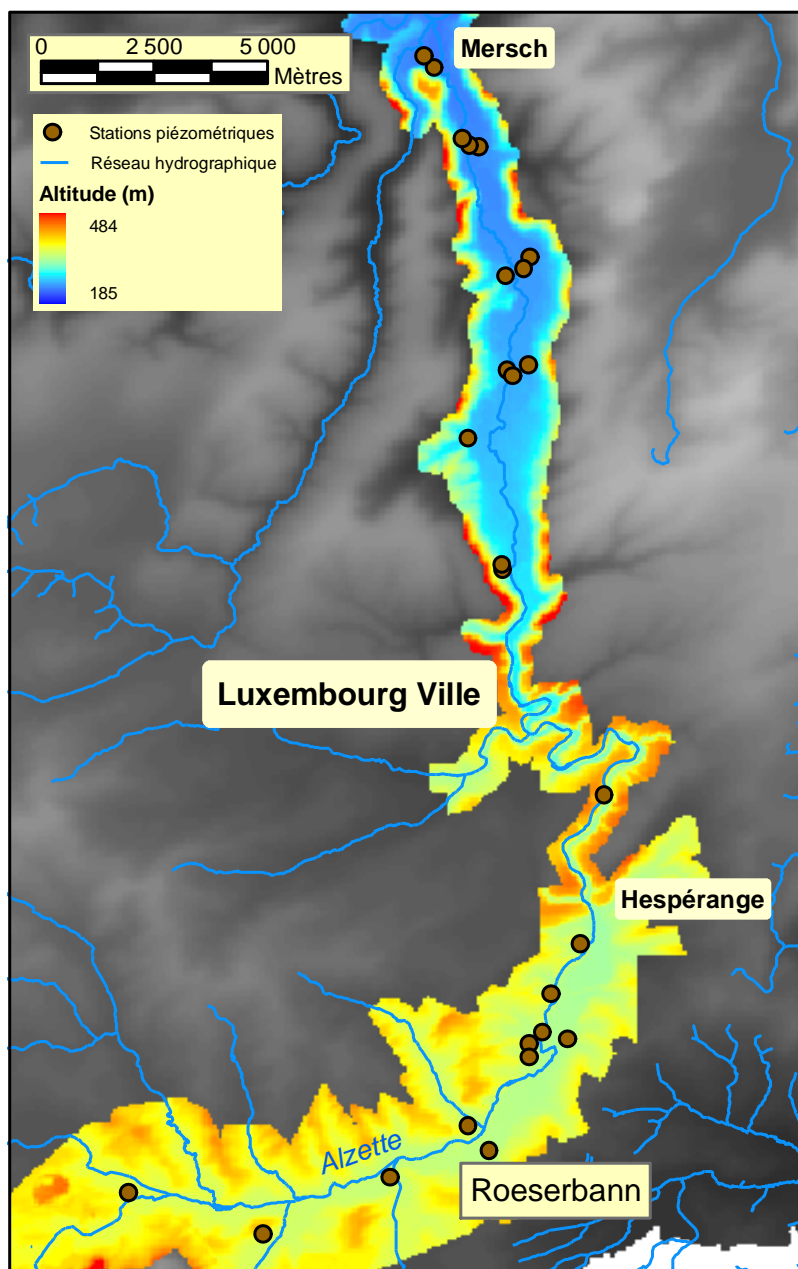 0 2 500 5 000
Mètres
Mersch
Stations piézométriques
Réseau hydrographique
Altitude (m)
484
185
Luxembourg Ville
Hespérange
Alzette
Roeserbann